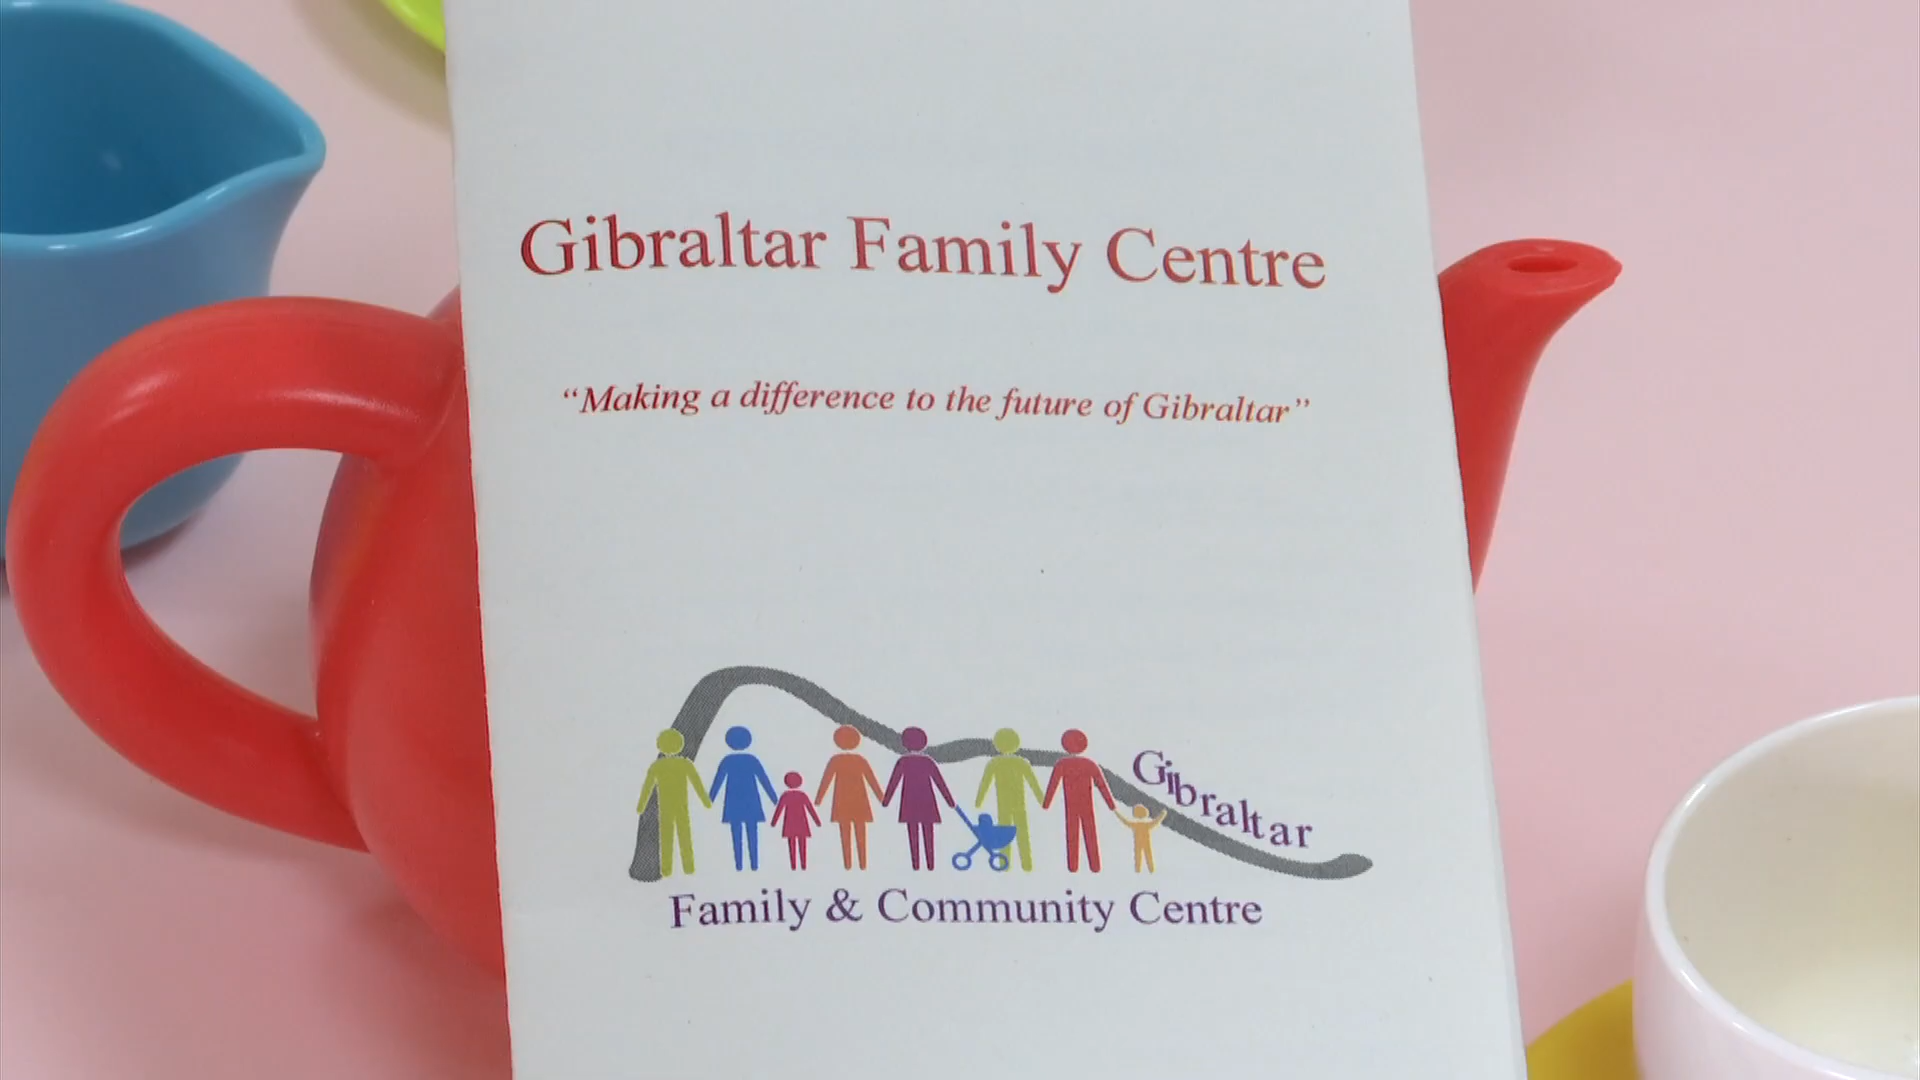 Gibraltar Family Centre
“Making a difference to the future of Gibraltar”
Gibraltar
Family & Community Centre